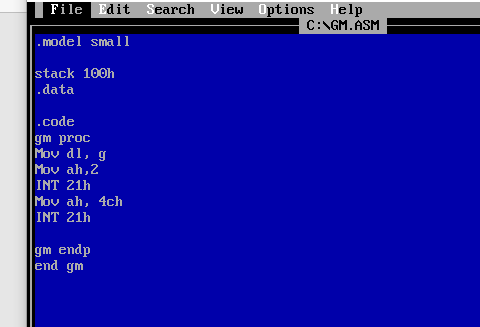 File Edit Search View Options Help
C:\GM.ASM
.model small
stack 100h
.data
.code
gm proc
Mov dl, g
Mov ah,2
INT 21h
Mov ah, 4ch
INT 21h
gm endp
end gm